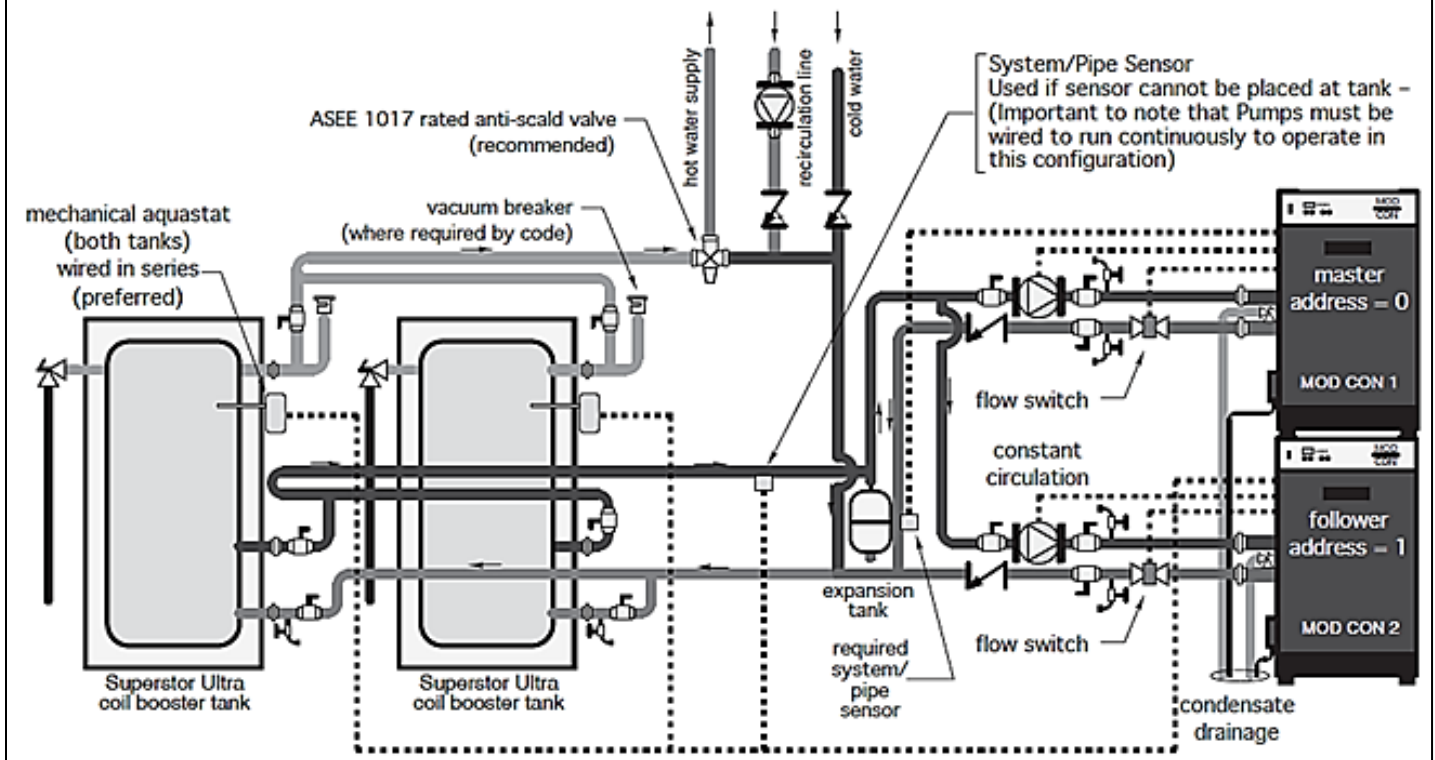 hot water supply
recirculation line
cold water
System/Pipe Sensor
Used if sensor cannot be placed at tank –
(Important to note that Pumps must be
wired to run continuously to operate in
this configuration)
ASEE 1017 rated anti-scald valve
(recommended)
mechanical aquastat
(both tanks)
wired in series
(preferred)
vacuum breaker
(where required by code)
MOD
CON
master
address = 0
MOD CON 1
flow switch
constant
circulation
MOD
CON
follower
address = 1
MOD CON 2
expansion
tank
flow switch
required
system/
pipe
sensor
Superstor Ultra
coil booster tank
Superstor Ultra
coil booster tank
condensate
drainage